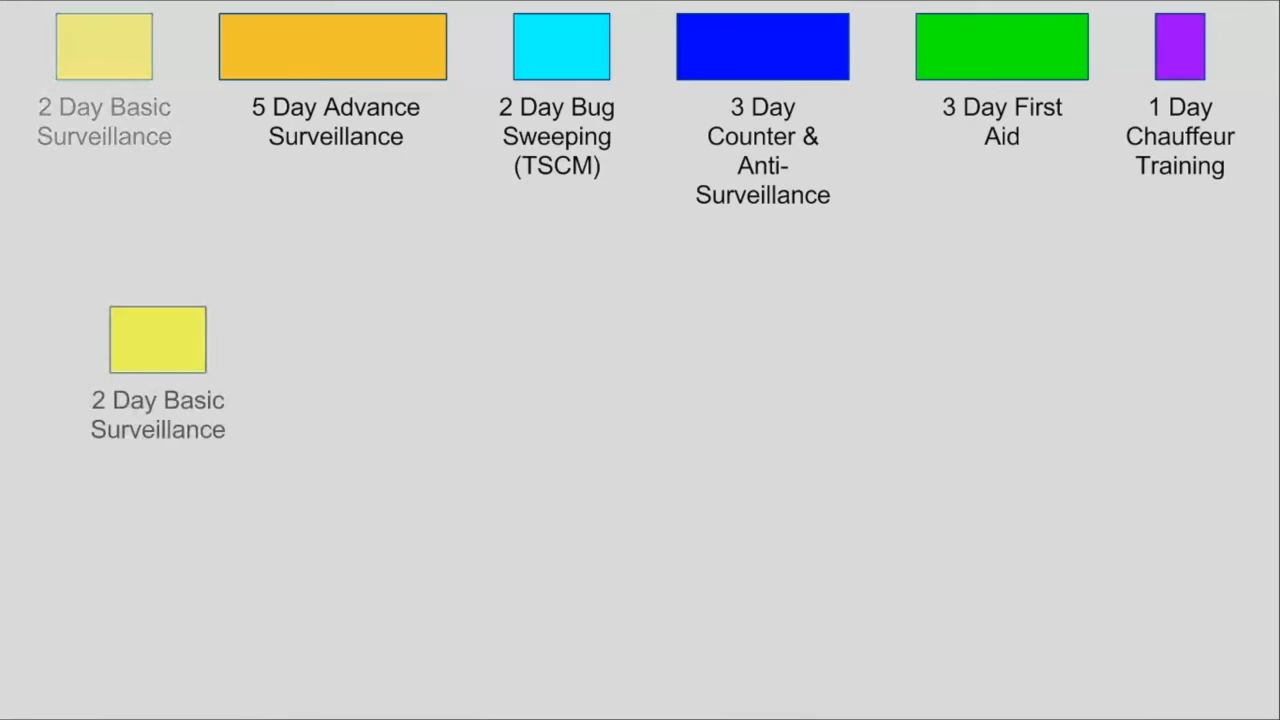 2 Day Basic
Surveillance
5 Day Advance
Surveillance
2 Day Bug
Sweeping
(TSCM)
3 Day
Counter &
Anti-
Surveillance
3 Day First
Aid
1 Day
Chauffeur
Training
2 Day Basic
Surveillance